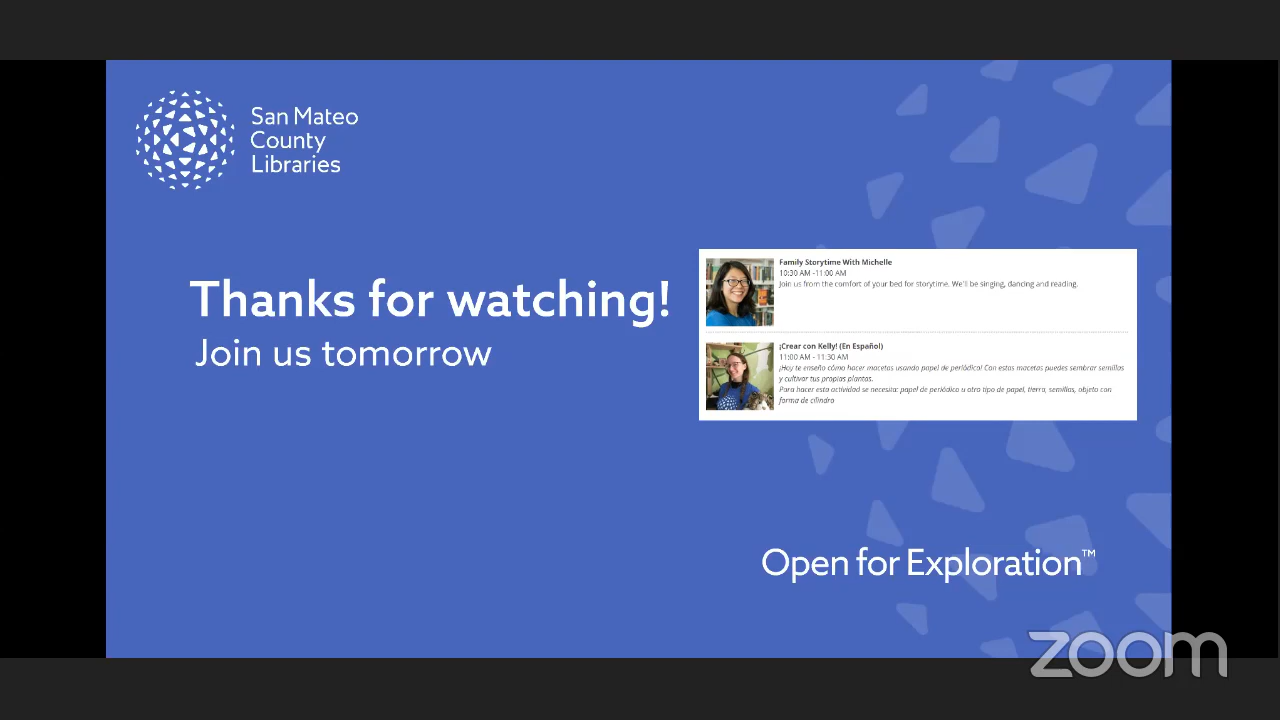 San Mateo
County
Libraries
Thanks for watching!
Join us tomorrow
Family Storytime With Michelle
10:30 AM -11:00 AM
Join us from the comfort of your bed for storytime. We'll be singing, dancing and reading.
¡Crear con Kelly! (En Español)
11:00 AM - 11:30 AM
¡Hoy te enseño cómo hacer macetas usando papel de periódico! Con estas macetas puedes sembrar semillas
y cultivar tus propias plantas.
Para hacer esta actividad se necesita: papel de periódico u otro tipo de papel, tierra, semillas, objeto con
forma de cilindro
Open for Exploration™
zoom